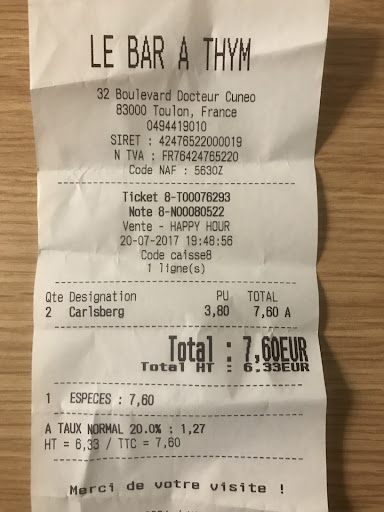 LE BAR A THYM
32 Boulevard Docteur Cuneo
83000 Toulon, France
0494419010
SIRET : 42476522000019
N TVA : FR76424765220
Code NAF : 5630Z
Ticket 8-T00076293
Note 8-N00080522
Vente - HAPPY HOUR
20-07-2017 19:48:56
Code caisse8
1 ligne(s)
Qte Designation PU TOTAL
2 Carlsberg 3,80 7,60 A
Total : 7,60EUR
Total HT : 6.33EUR
1 ESPECES : 7,60
A TAUX NORMAL 20.0% : 1,27
HT = 6,33 / TTC = 7,60
Merci de votre visite !